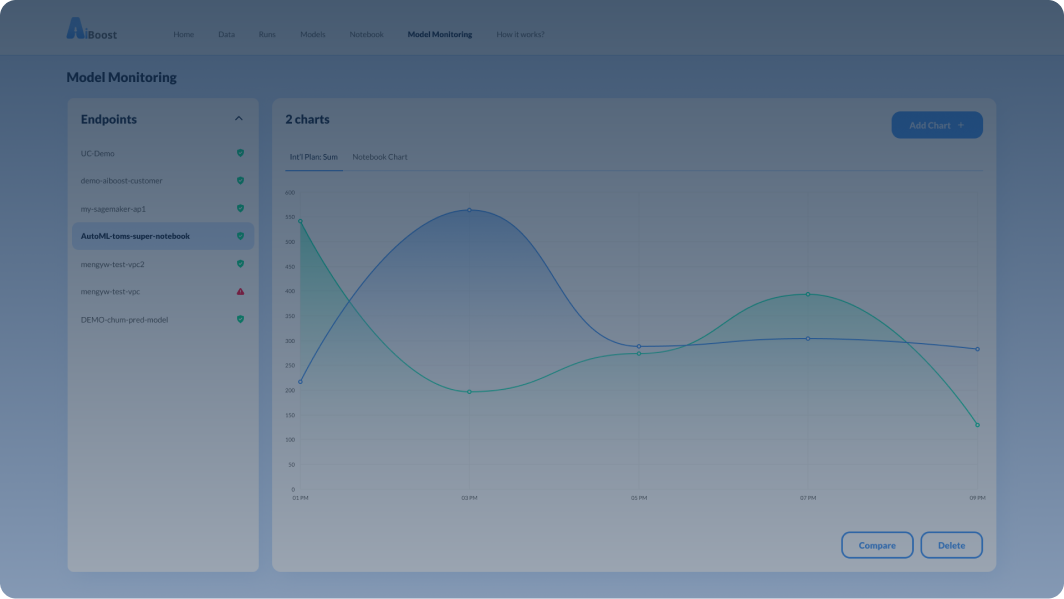 AiBoost
Home Data Runs Models Notebook Model Monitoring How it works?
Model Monitoring
Endpoints
UC-Demo
demo-aiboost-customer
my-sagemaker-ap1
AutoML-toms-super-notebook
mengyw-test-vpc2
mengyw-test-vpc
DEMO-churn-pred-model
2 charts
Add Chart +
Int'l Plan: Sum Notebook Chart
600
550
500
450
400
350
300
250
200
150
100
50
0
01 PM 03 PM 05 PM 07 PM 09 PM
Compare Delete